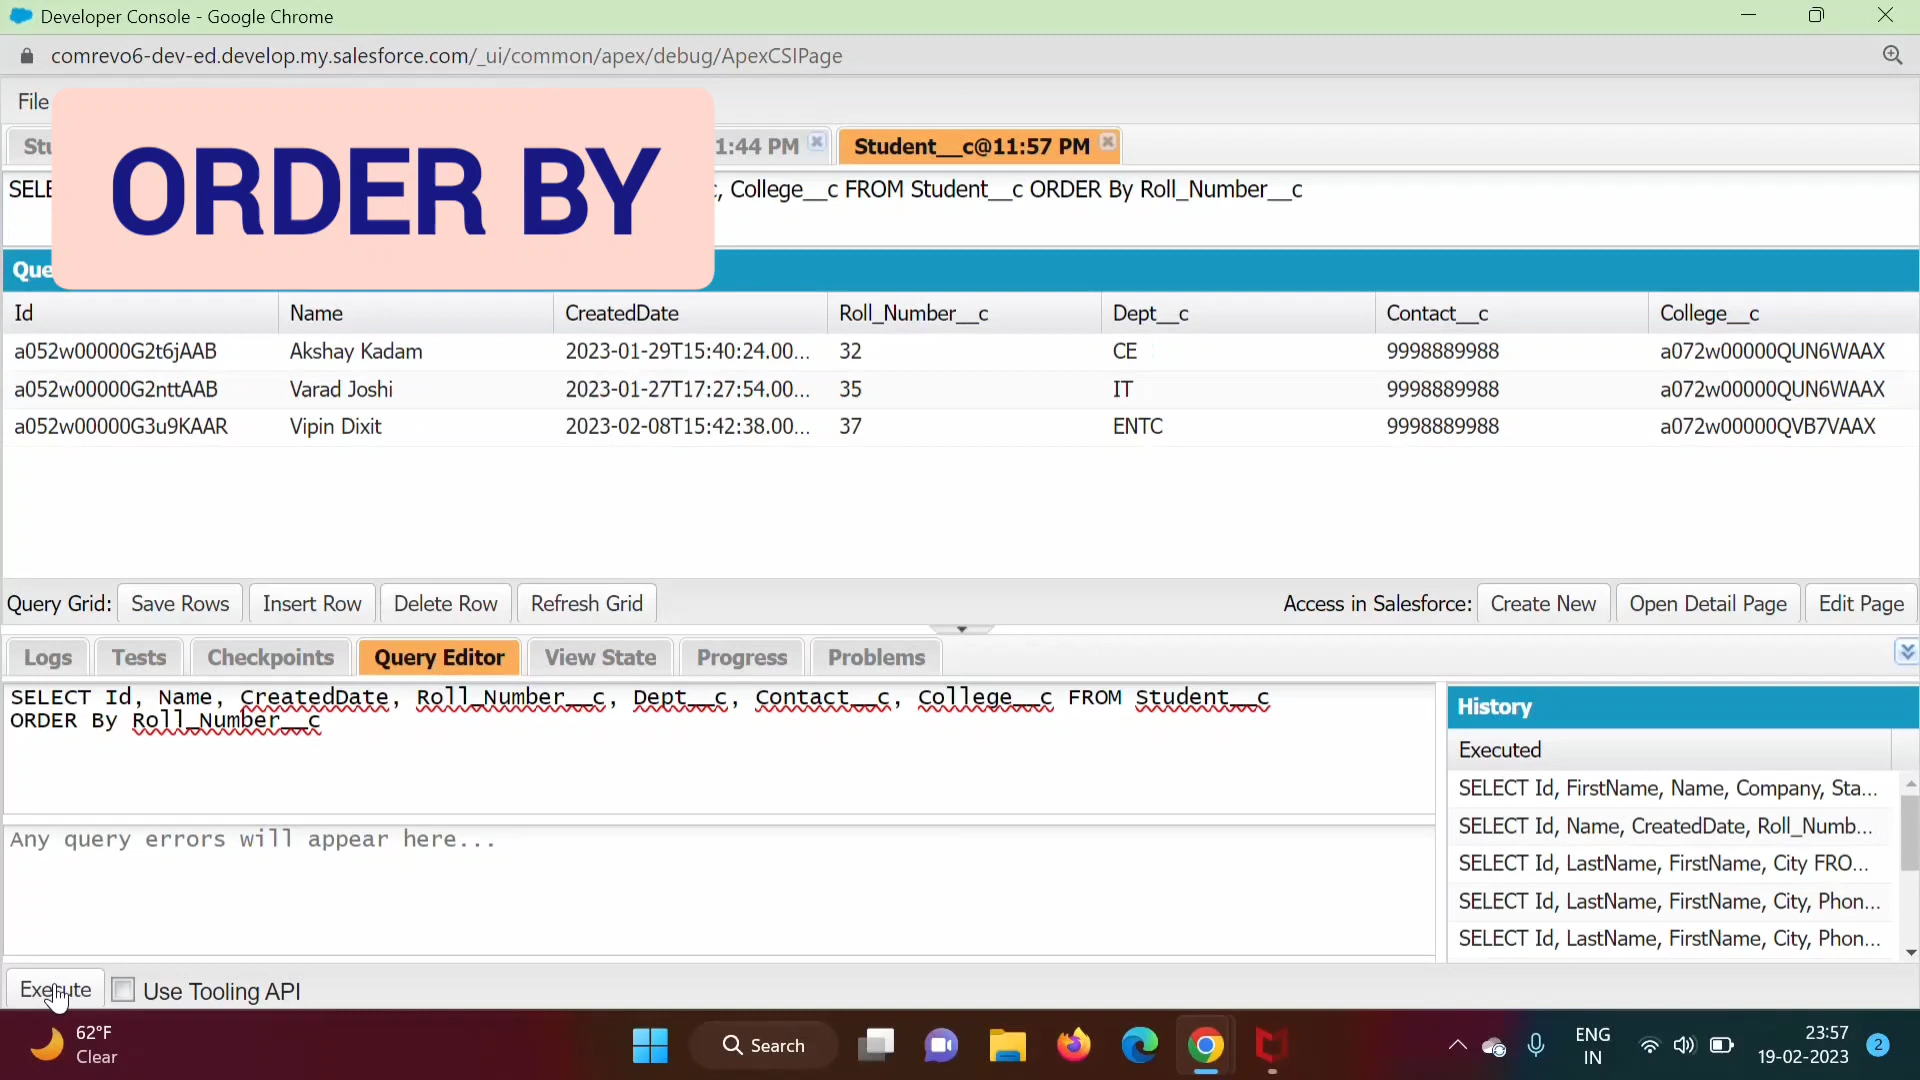 Developer Console - Google Chrome
comrevo6-dev-ed.develop.my.salesforce.com/_ui/common/apex/debug/ApexCSIPage
File
ORDER BY
1:44 PM
Student__c@11:57 PM
College__c FROM Student__c ORDER By Roll_Number__c
Id Name CreatedDate Roll_Number__c Dept__c Contact__c College__c
a052w00000G2t6jAAB Akshay Kadam 2023-01-29T15:40:24.00... 32 CE 9998889988 a072w00000QUN6WAAX
a052w00000G2nttAAB Varad Joshi 2023-01-27T17:27:54.00... 35 IT 9998889988 a072w00000QUN6WAAX
a052w00000G3u9KAAR Vipin Dixit 2023-02-08T15:42:38.00... 37 ENTC 9998889988 a072w00000QVB7VAAX
Query Grid: Save Rows Insert Row Delete Row Refresh Grid Access in Salesforce: Create New Open Detail Page Edit Page
Logs Tests Checkpoints Query Editor View State Progress Problems
SELECT Id, Name, CreatedDate, Roll_Number__c, Dept__c, Contact__c, College__c FROM Student__c
ORDER By Roll_Number__c
Any query errors will appear here...
History
Executed
SELECT Id, FirstName, Name, Company, Sta...
SELECT Id, Name, CreatedDate, Roll_Numb...
SELECT Id, LastName, FirstName, City FRO...
SELECT Id, LastName, FirstName, City, Phon...
SELECT Id, LastName, FirstName, City, Phon...
Execute Use Tooling API
62°F
Clear
Search
ENG
IN
23:57
19-02-2023
2